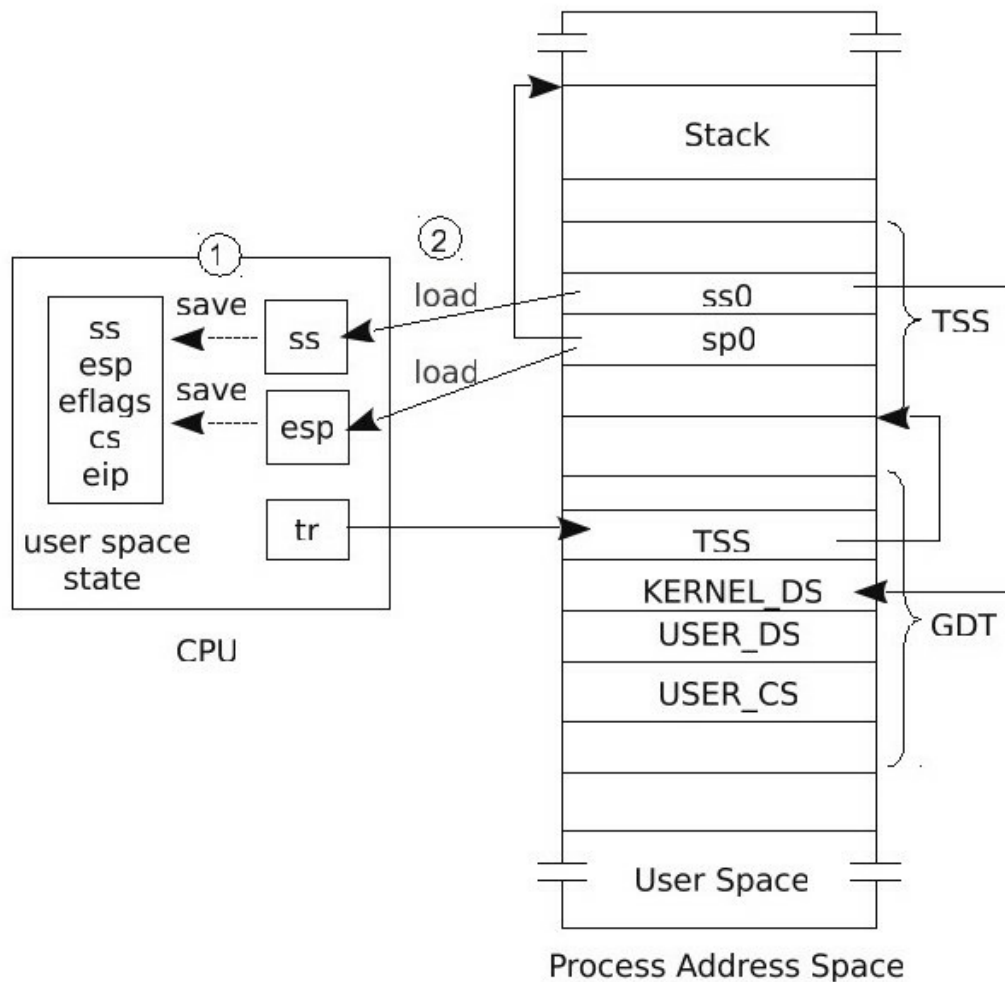 Stack
1
2
save
load
ss0
ss
ss
TSS
esp
sp0
save
load
eflags
esp
cs
eip
tr
TSS
user space
state
KERNEL_DS
GDT
CPU
USER_DS
USER_CS
User Space
Process Address Space